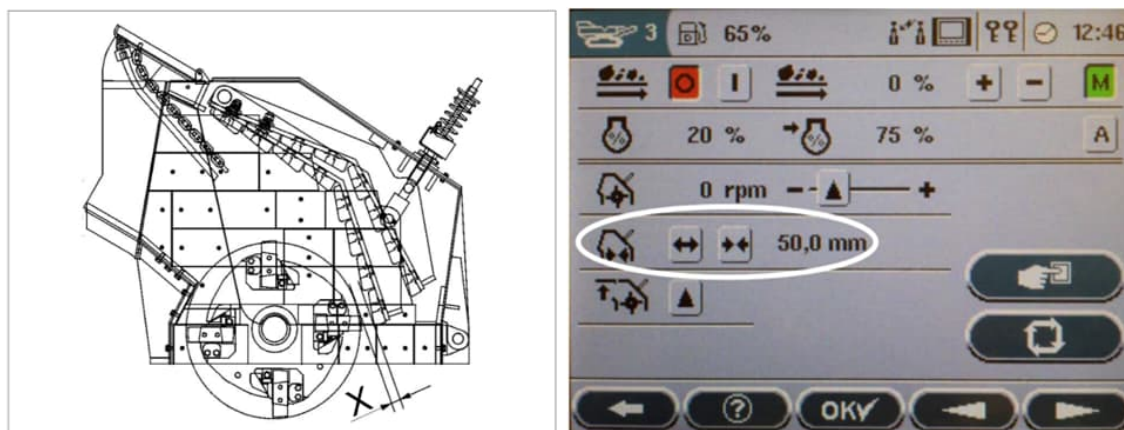 X
3 65% 12:46
O I 0 % + - M
20 % 75 % A
0 rpm - ▲ +
50,0 mm
▲
? OK✓